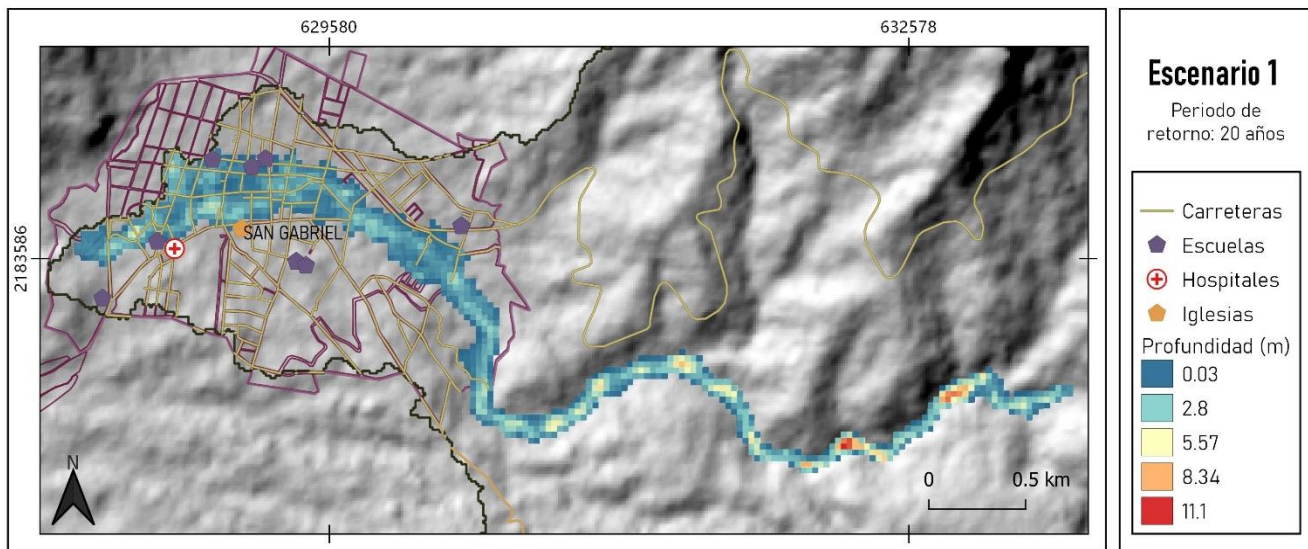 629580
632578
2183586
SAN GABRIEL
N
0
0.5 km
Escenario 1
Periodo de
retorno: 20 años
Carreteras
Escuelas
Hospitales
Iglesias
Profundidad (m)
0.03
2.8
5.57
8.34
11.1